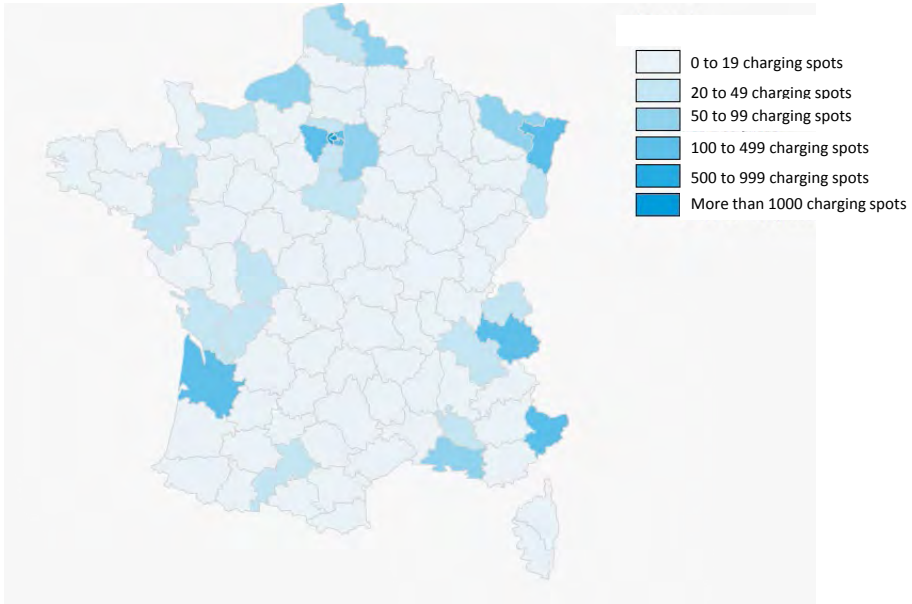 0 to 19 charging spots
20 to 49 charging spots
50 to 99 charging spots
100 to 499 charging spots
500 to 999 charging spots
More than 1000 charging spots